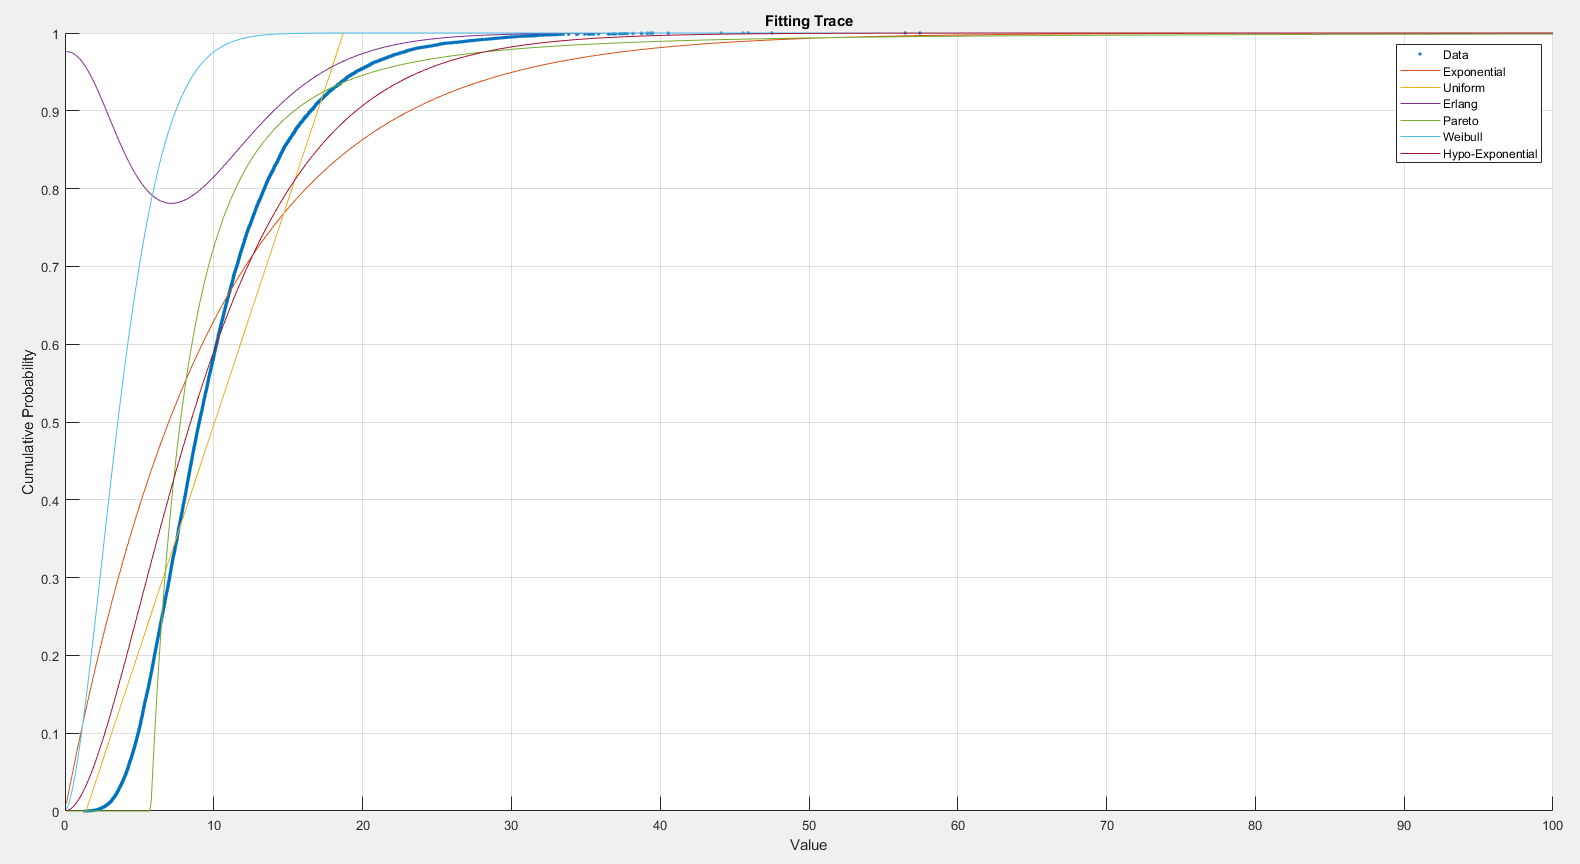 Fitting Trace
1
0.9
0.8
0.7
0.6
0.5
0.4
0.3
0.2
0.1
0
Cumulative Probability
Data
Exponential
Uniform
Erlang
Pareto
Weibull
Hypo-Exponential
0 10 20 30 40 50 60 70 80 90 100
Value